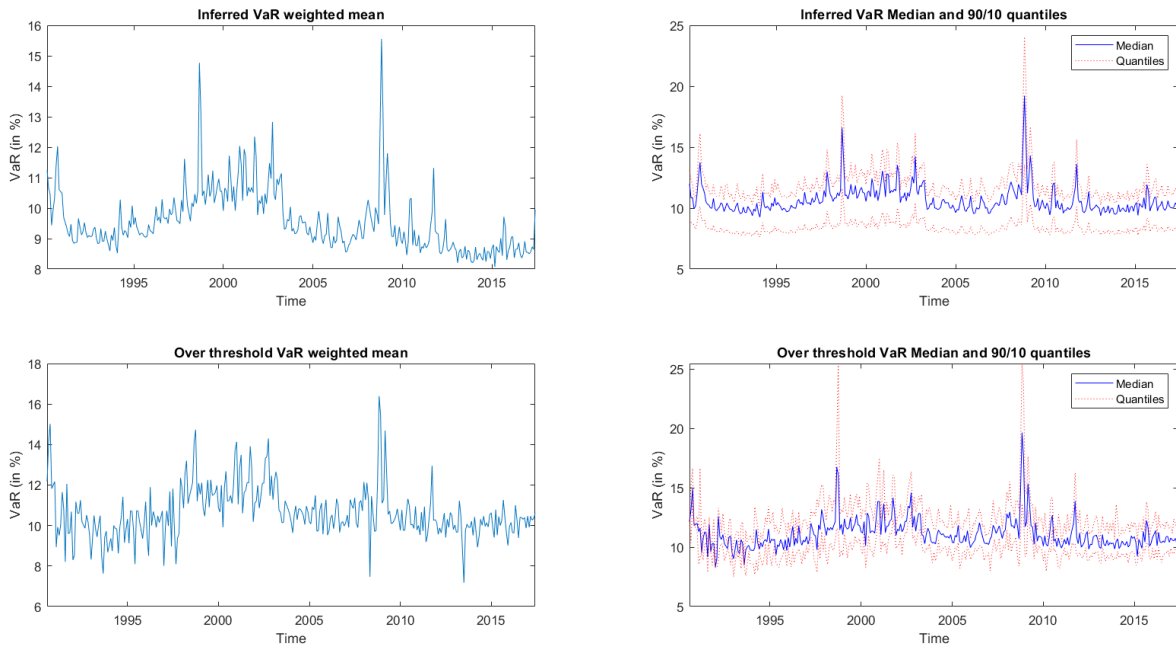 Inferred VaR weighted mean
16
15
14
13
12
11
10
9
8
VaR (in %)
1995
2000
2005
2010
2015
Time
Inferred VaR Median and 90/10 quantiles
25
20
15
10
5
VaR (in %)
Median
Quantiles
1995
2000
2005
2010
2015
Time
Over threshold VaR weighted mean
18
16
14
12
10
8
6
VaR (in %)
1995
2000
2005
2010
2015
Time
Over threshold VaR Median and 90/10 quantiles
25
20
15
10
5
VaR (in %)
Median
Quantiles
1995
2000
2005
2010
2015
Time